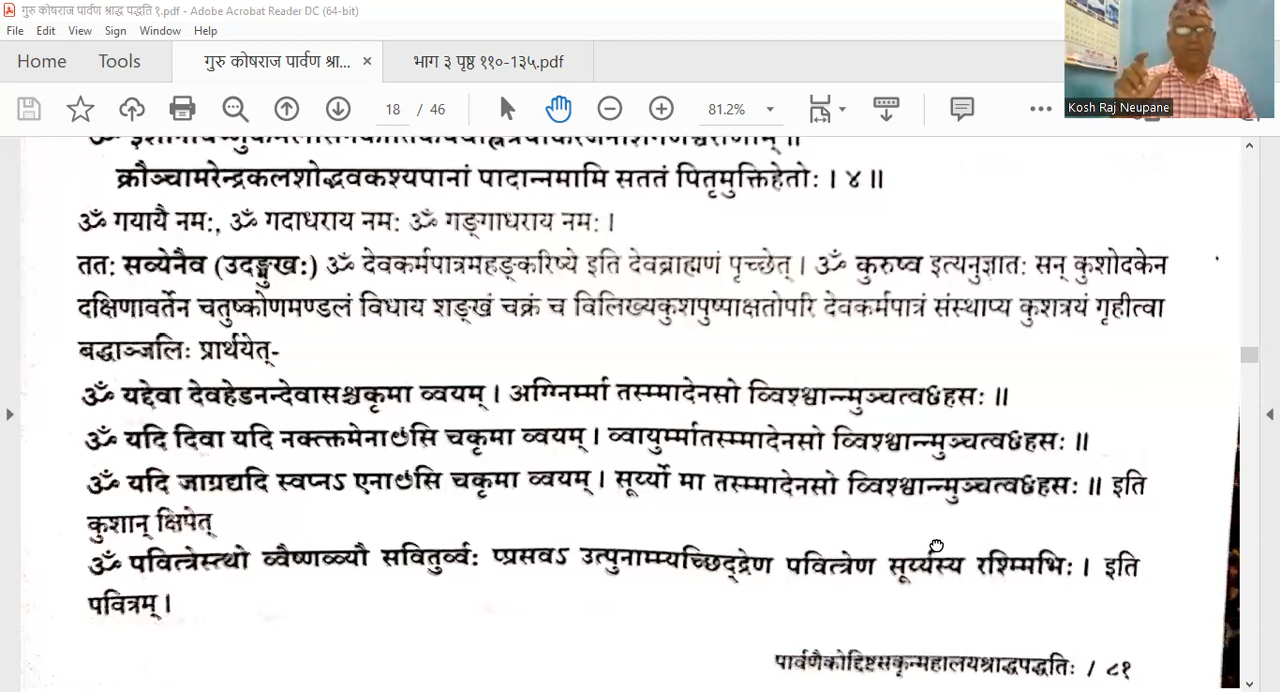 गुरु कोषराज पार्वण श्राद्ध पद्धति १.pdf - Adobe Acrobat Reader DC (64-bit)
File Edit View Sign Window Help
Home Tools गुरु कोषराज पार्वण श्रा... × भाग ३ पृष्ठ ११०-१३५.pdf
18 / 46 81.2%
Kosh Raj Neupane
क्रौञ्चामरेन्द्रकलशोद्भवकश्यपानां पादान्नमामि सततं पितृमुक्तिहेतोः । ४ ॥
ॐ गयायै नमः, ॐ गदाधराय नमः ॐ गङ्गाधराय नमः ।
ततः सव्येनैव (उदङ्मुखः) ॐ देवकर्मपात्रमहङ्करिष्ये इति देवब्राह्मणं पृच्छेत् । ॐ कुरुष्व इत्यनुज्ञातः सन् कुशोदकेन
दक्षिणावर्तेन चतुष्कोणमण्डलं विधाय शङ्खं चक्रं च विलिख्यकुशपुष्पाक्षतोपरि देवकर्मपात्रं संस्थाप्य कुशत्रयं गृहीत्वा
बद्धाञ्जलिः प्रार्थयेत्-
ॐ यद्देवा देवहेडनन्देवासश्चकृमा व्वयम् । अग्निर्म्मा तस्म्मादेनसो व्विश्श्वान्न्मुञ्चत्वꣳहसः ॥
ॐ यदि दिवा यदि नक्तमेनाᳬंसि चकृमा व्वयम् । व्वायुर्म्मातस्म्मादेनसो व्विश्श्वान्न्मुञ्चत्वꣳहसः ॥
ॐ यदि जाग्रद्यदि स्वप्नऽ एनाᳬंसि चकृमा व्वयम् । सूर्य्यो मा तस्म्मादेनसो व्विश्श्वान्न्मुञ्चत्वꣳहसः ॥ इति
कुशान् क्षिपेत्
ॐ पवित्त्रेस्त्थो व्वैष्णव्यौ सवितुर्व्वः प्प्रसवऽ उत्पुनाम्म्यच्छिद्द्रेण पवित्त्रेण सूर्य्यस्य रश्म्मिभिः । इति
पवित्रम् ।
पार्वणैकोद्दिष्टसकृन्महालयश्राद्धपद्धतिः / ८१